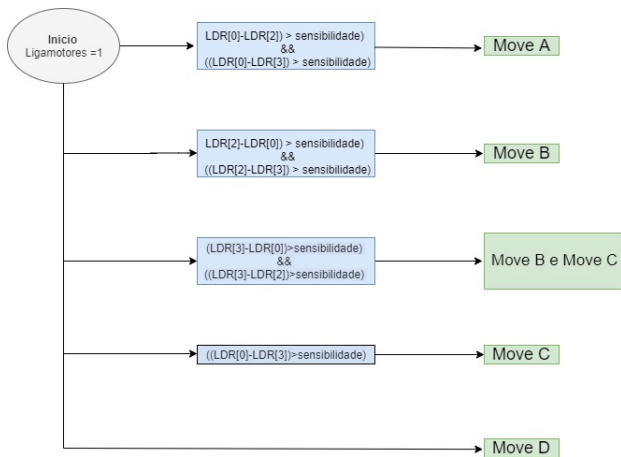 Inicio
Ligamotores =1
LDR[0]-LDR[2]) > sensibilidade)
&&
((LDR[0]-LDR[3]) > sensibilidade)
Move A
LDR[2]-LDR[0]) > sensibilidade)
&&
((LDR[2]-LDR[3]) > sensibilidade)
Move B
(LDR[3]-LDR[0])>sensibilidade)
&&
((LDR[3]-LDR[2])>sensibilidade)
Move B e Move C
((LDR[0]-LDR[3])>sensibilidade)
Move C
Move D